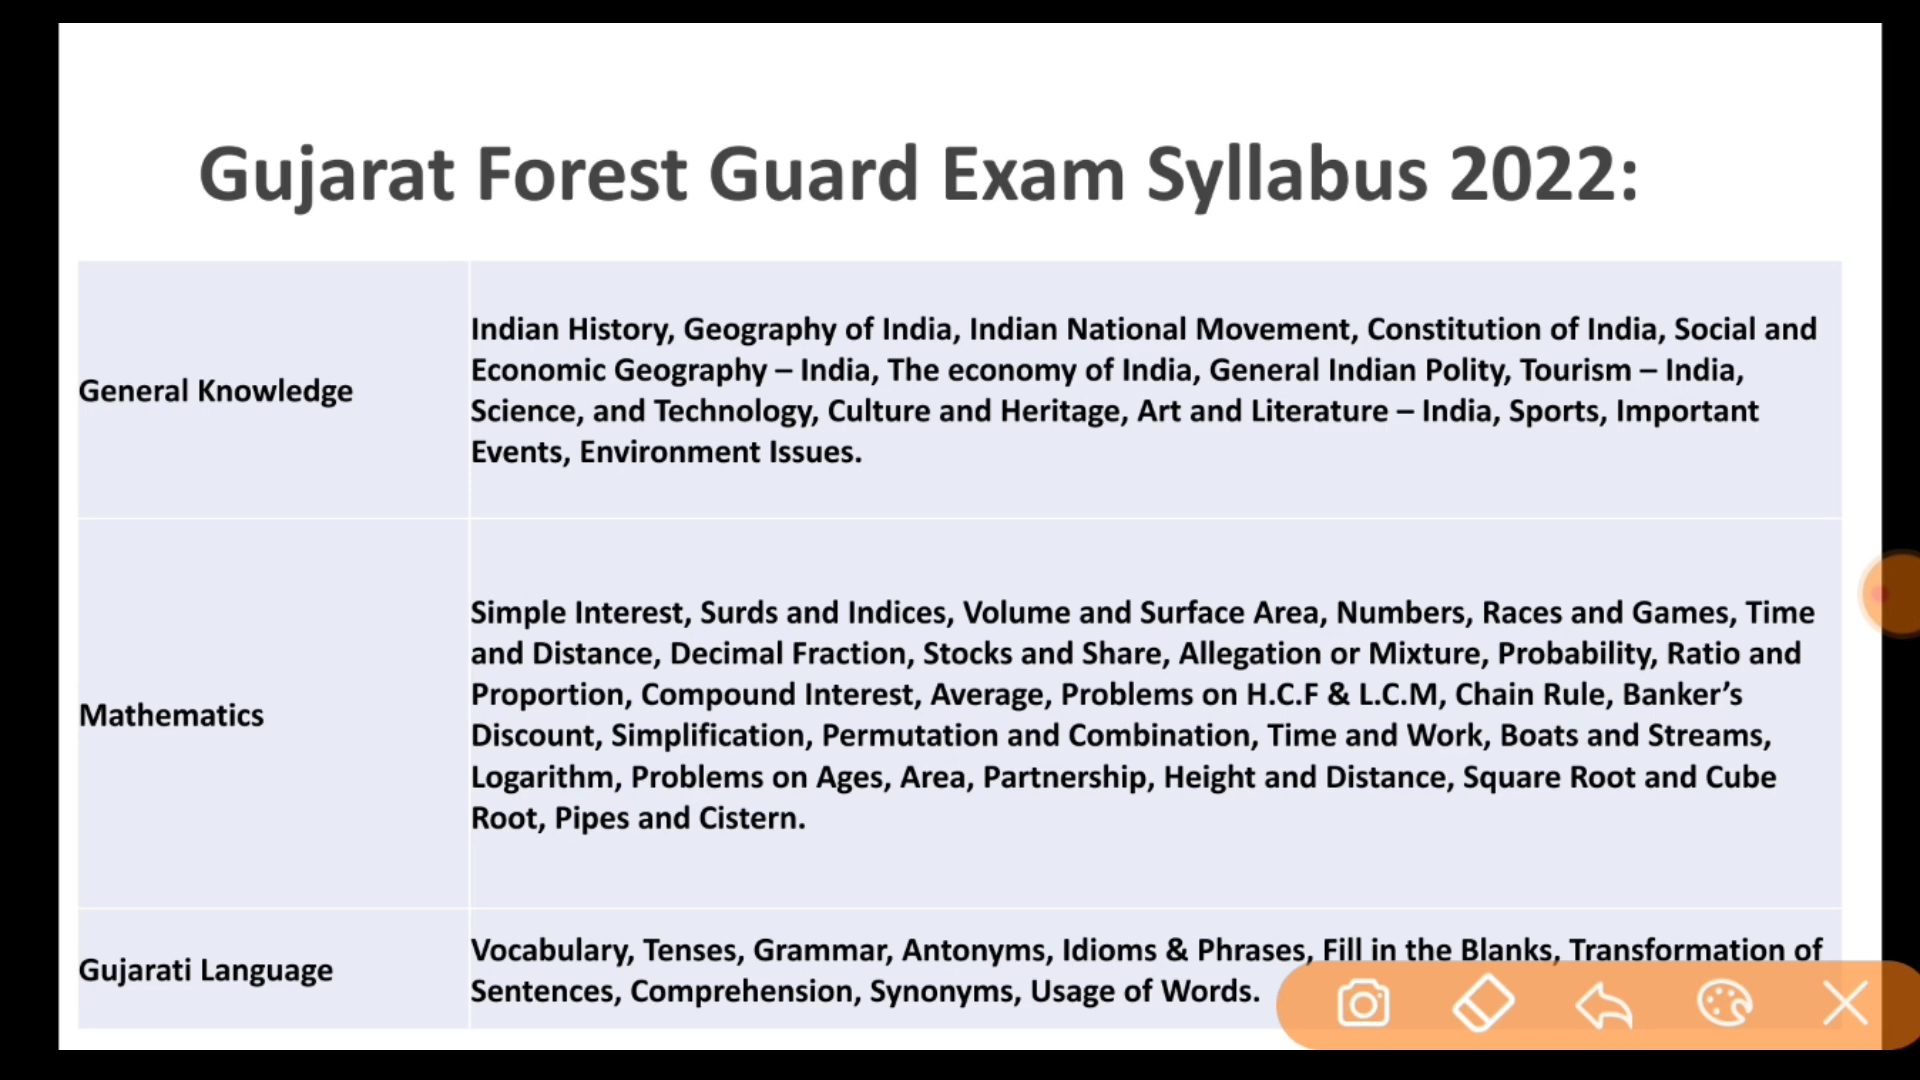 Gujarat Forest Guard Exam Syllabus 2022:
General Knowledge
Indian History, Geography of India, Indian National Movement, Constitution of India, Social and
Economic Geography – India, The economy of India, General Indian Polity, Tourism – India,
Science, and Technology, Culture and Heritage, Art and Literature – India, Sports, Important
Events, Environment Issues.
Mathematics
Simple Interest, Surds and Indices, Volume and Surface Area, Numbers, Races and Games, Time
and Distance, Decimal Fraction, Stocks and Share, Allegation or Mixture, Probability, Ratio and
Proportion, Compound Interest, Average, Problems on H.C.F & L.C.M, Chain Rule, Banker’s
Discount, Simplification, Permutation and Combination, Time and Work, Boats and Streams,
Logarithm, Problems on Ages, Area, Partnership, Height and Distance, Square Root and Cube
Root, Pipes and Cistern.
Gujarati Language
Vocabulary, Tenses, Grammar, Antonyms, Idioms & Phrases, Fill in the Blanks, Transformation of
Sentences, Comprehension, Synonyms, Usage of Words.